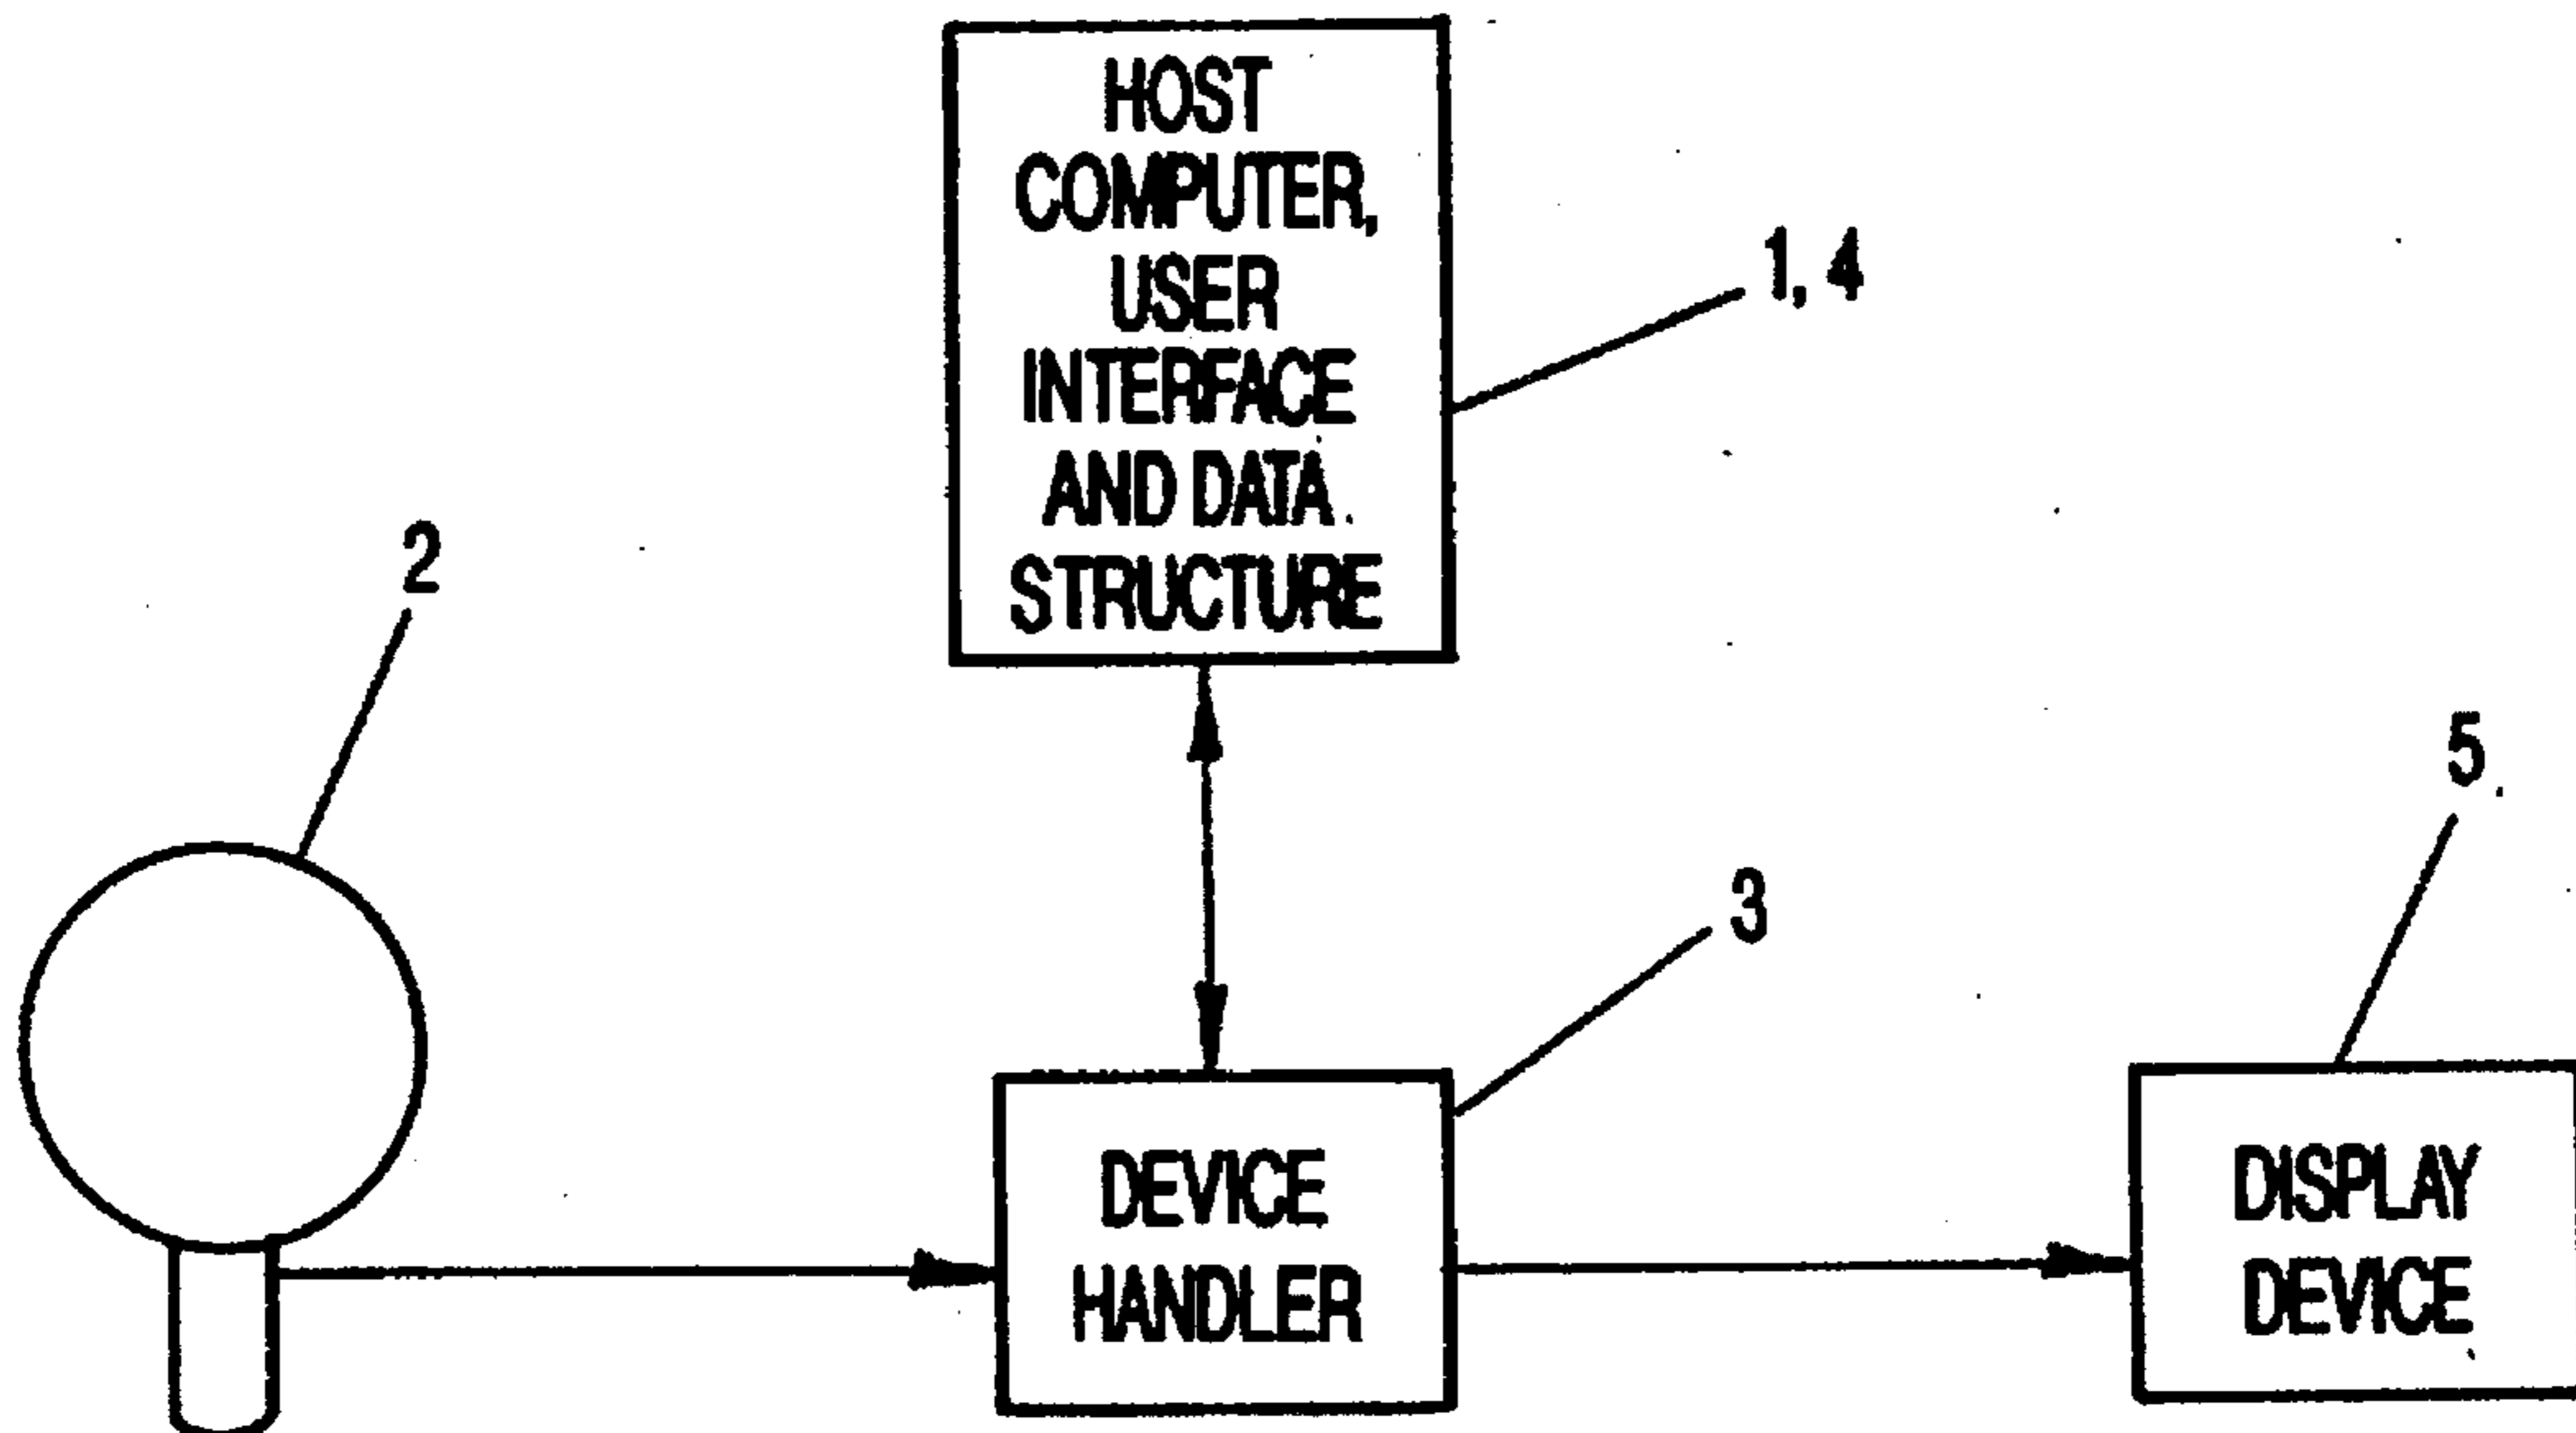 HOST
COMPUTER,
USER
INTERFACE
AND DATA
STRUCTURE
1, 4
2
5
3
DEVICE
HANDLER
DISPLAY
DEVICE